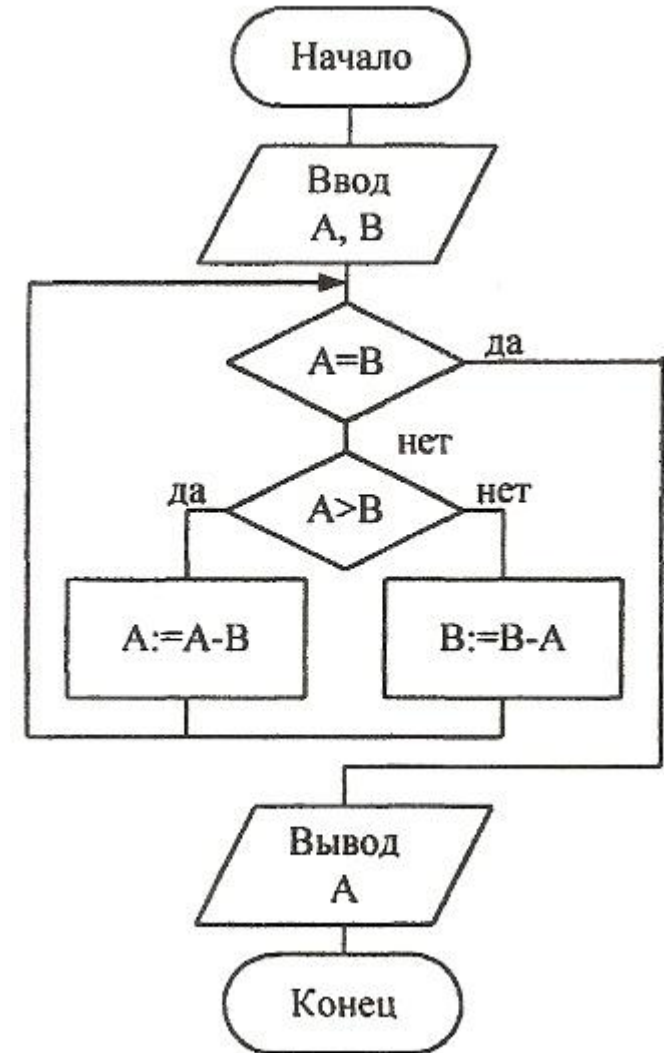 Начало
Ввод
A, B
A=B
да
нет
A>B
да
нет
A:=A-B
B:=B-A
Вывод
A
Конец